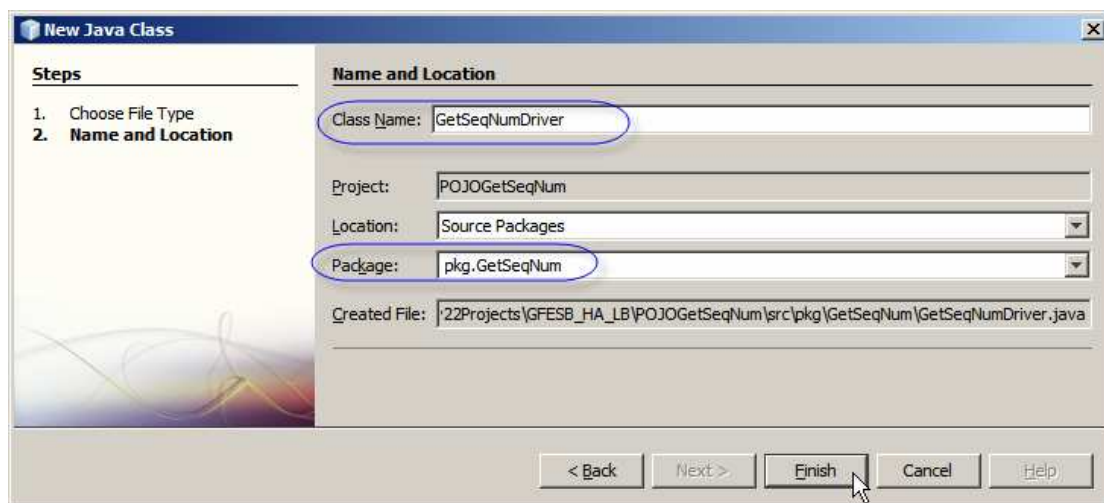 New Java Class
Steps
1. Choose File Type
2. Name and Location
Name and Location
Class Name: GetSeqNumDriver
Project: POJOGetSeqNum
Location: Source Packages
Package: pkg.GetSeqNum
Created File: 22Projects\GFESB_HA_LB\POJOGetSeqNum\src\pkg\GetSeqNum\GetSeqNumDriver.java
< Back Next > Finish Cancel Help